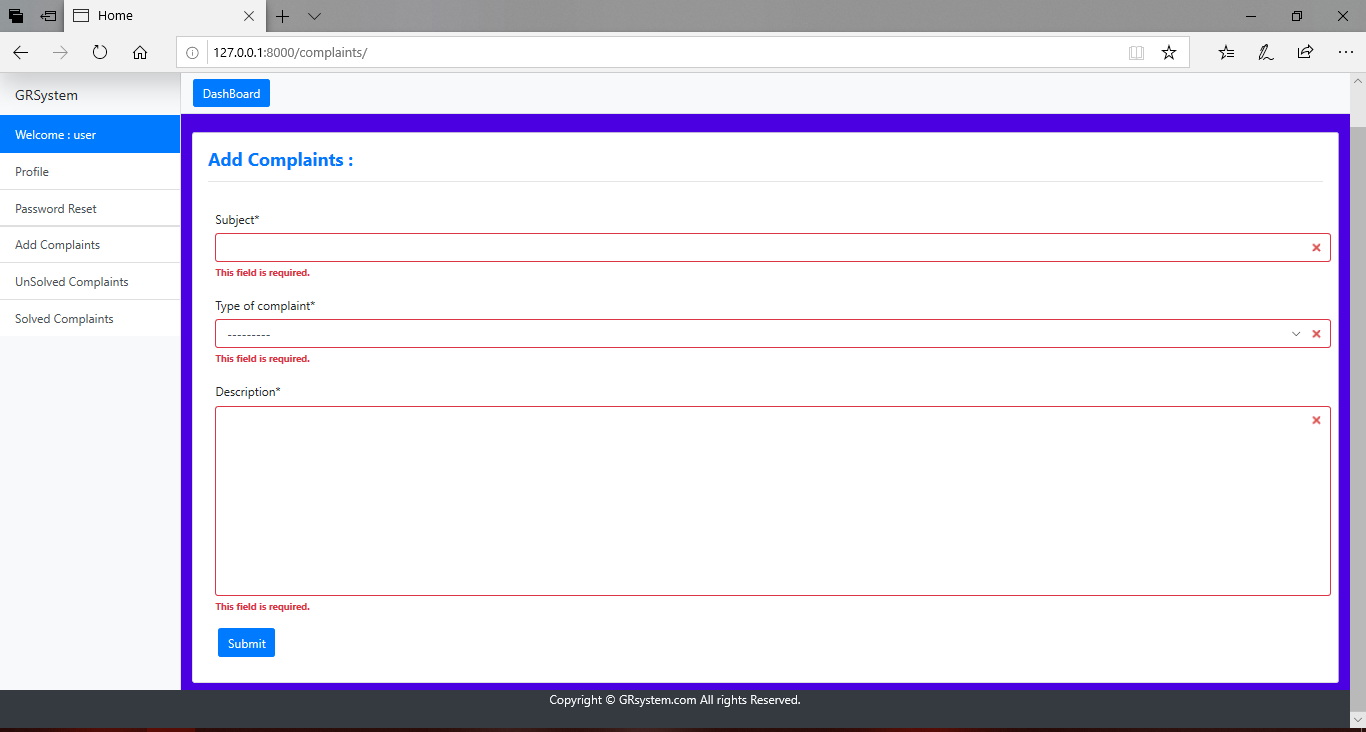 Home
127.0.0.1:8000/complaints/
GRSystem
DashBoard
Welcome : user
Profile
Password Reset
Add Complaints
UnSolved Complaints
Solved Complaints
Add Complaints :
Subject*
This field is required.
Type of complaint*
---------
This field is required.
Description*
This field is required.
Submit
Copyright © GRsystem.com All rights Reserved.